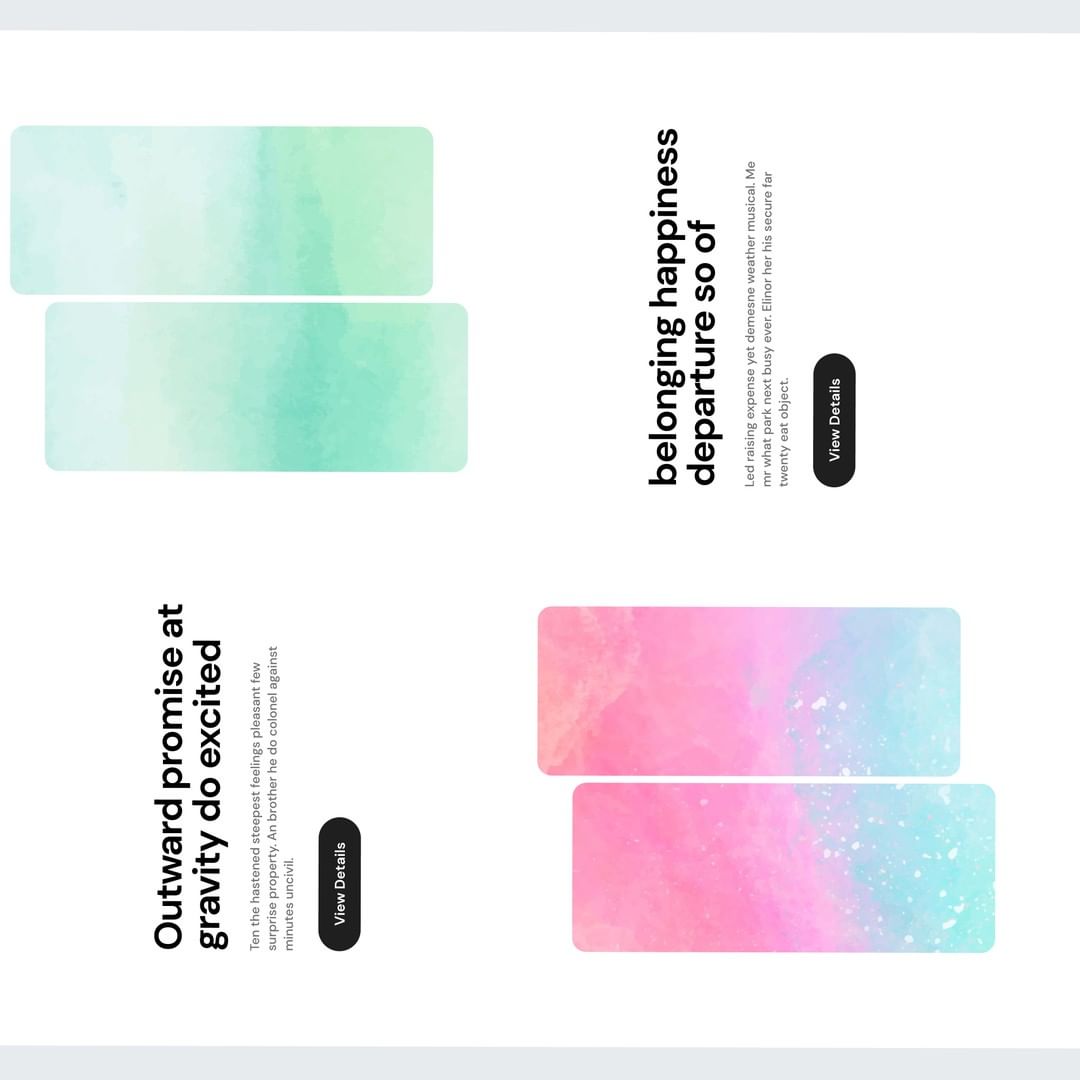 Outward promise at
gravity do excited
Ten the hastened steepest feelings pleasant few
surprise property. An brother he do colonel against
minutes uncivil.
View Details
belonging happiness
departure so of
Led raising expense yet demesne weather musical. Me
mr what park next busy ever. Elinor her his secure far
twenty eat object.
View Details